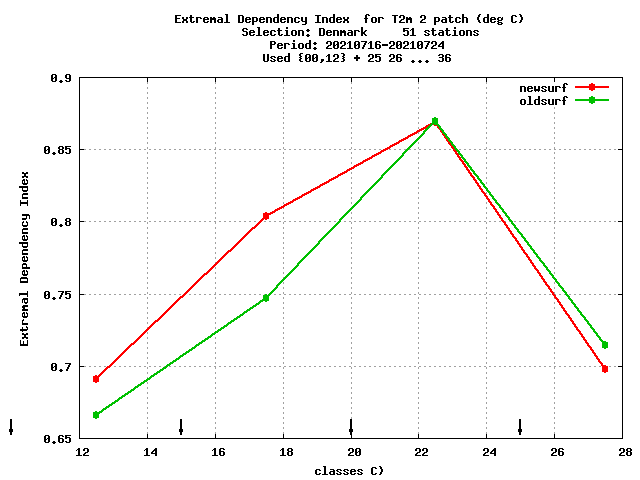 Extremal Dependency Index  for T2m 2 patch (deg C)
Selection: Denmark     51 stations
Period: 20210716-20210724
Used {00,12} + 25 26 ... 36
newsurf
oldsurf
0.9
0.85
0.8
0.75
0.7
0.65
Extremal Dependency Index
12 14 16 18 20 22 24 26 28
classes C)